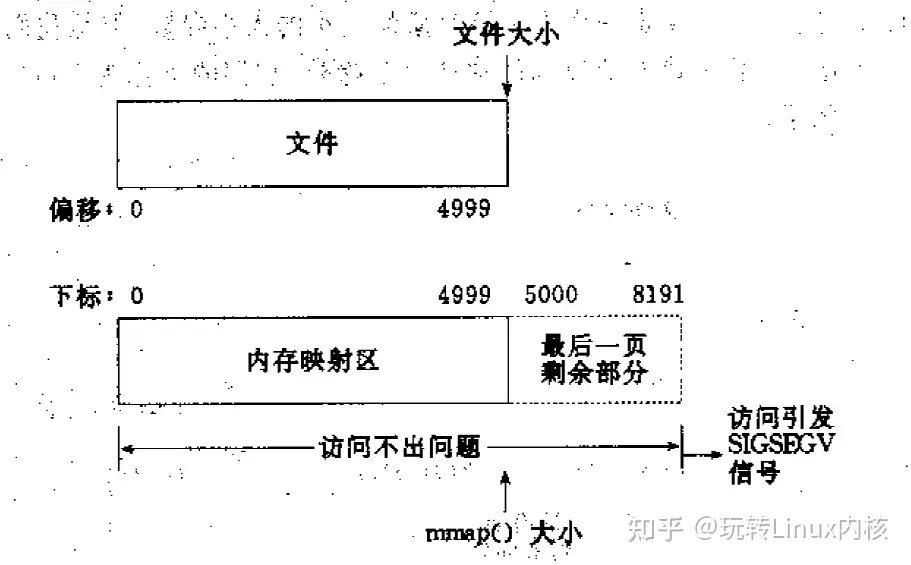 文件大小
文件
偏移：0 4999
下标：0 4999 5000 8191
内存映射区
最后一页
剩余部分
访问不出问题
访问引发
SIGSEGV
信号
mmap() 大小
知乎 @玩转Linux内核